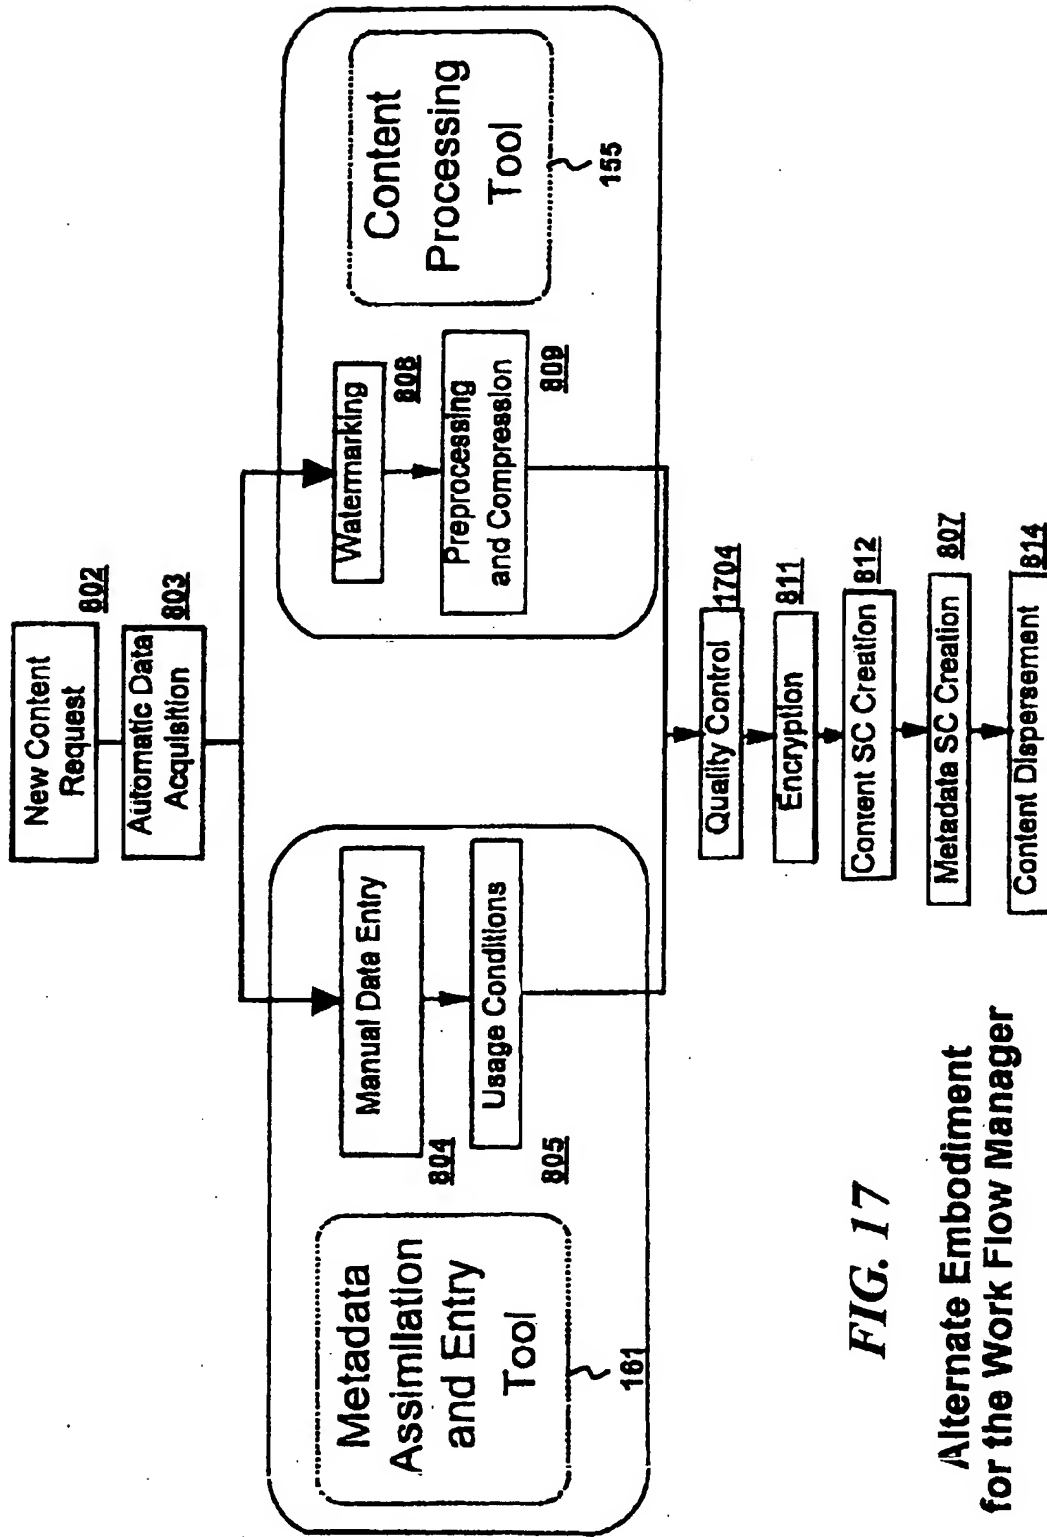 New Content
Request
802
Automatic Data
Acquisition
803
Metadata
Assimilation
and Entry
Tool
161
Manual Data Entry
804
Usage Conditions
805
Watermarking
808
Preprocessing
and Compression
809
Content
Processing
Tool
155
Quality Control
1704
Encryption
811
Content SC Creation
812
Metadata SC Creation
807
Content Dispersement
814
FIG. 17
Alternate Embodiment
for the Work Flow Manager